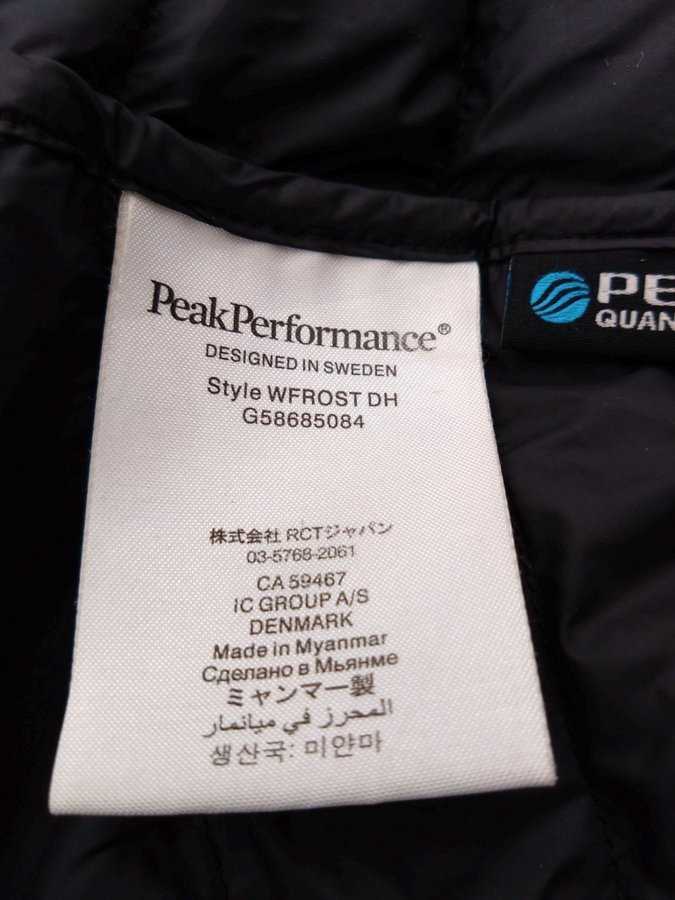 PeakPerformance®
DESIGNED IN SWEDEN
Style WFROST DH
G58685084
株式会社 RCTジャパン
03-5768-2061
CA 59467
IC GROUP A/S
DENMARK
Made in Myanmar
Сделано в Мьянме
ミャンマー製
المحرز في ميانمار
생산국: 미얀마
PE
QUAN